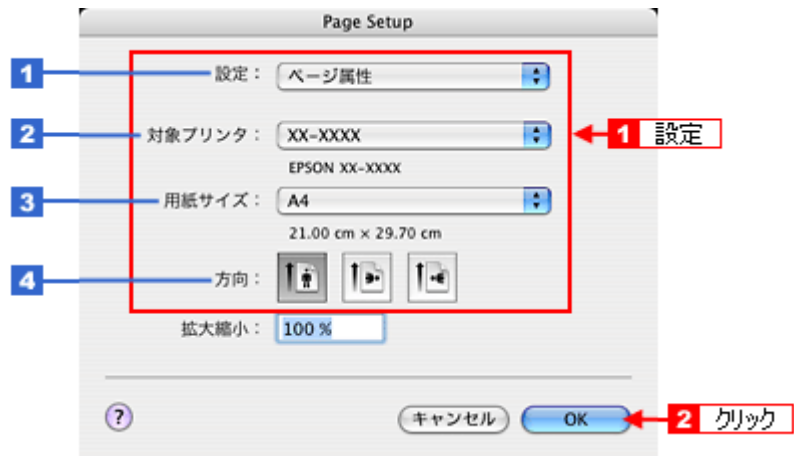 Page Setup
1 設定： ページ属性
2 対象プリンタ： XX-XXXX 1 設定
EPSON XX-XXXX
3 用紙サイズ： A4
21.00 cm × 29.70 cm
4 方向：
拡大縮小： 100 %
? キャンセル OK 2 クリック